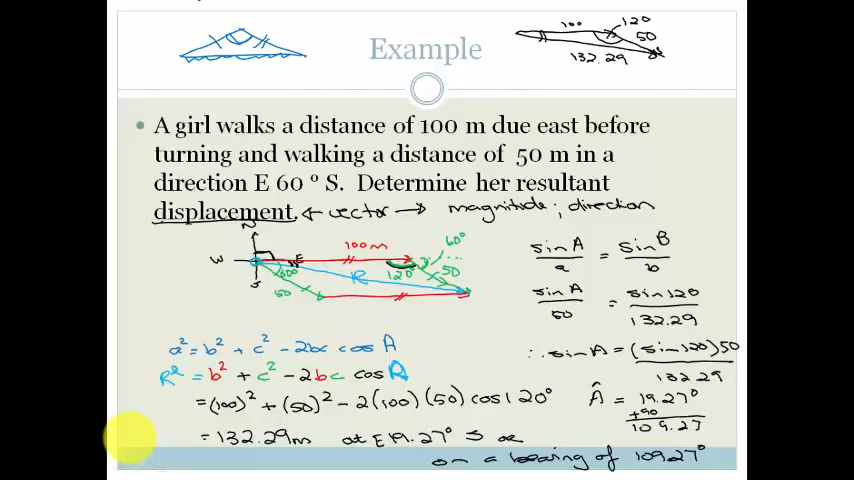 100 120
50
132.29
Example
• A girl walks a distance of 100 m due east before
turning and walking a distance of 50 m in a
direction E 60 ° S. Determine her resultant
displacement. ← vector → magnitude ; direction
N
W E
S
100m
60°
120° 50
60°
50
R
sin A / a = sin B / b
sin A / 50 = sin 120 / 132.29
∴ sin A = (sin 120) 50 / 132.29
Â = 19.27°
+90
109.27
a² = b² + c² - 2bc cos A
R² = b² + c² - 2bc cos R
= (100)² + (50)² - 2(100)(50) cos 120°
= 132.29m at E 19.27° S or
on a bearing of 109.27°